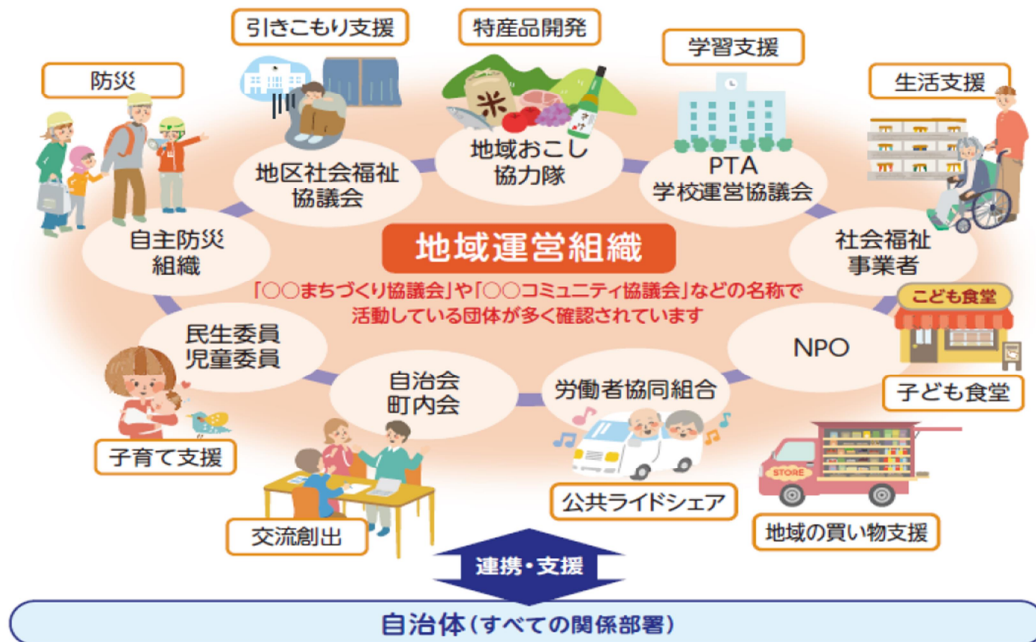 引きこもり支援
特産品開発
学習支援
防災
生活支援
米
さけ
地区社会福祉
協議会
地域おこし
協力隊
PTA
学校運営協議会
自主防災
組織
地域運営組織
社会福祉
事業者
「○○まちづくり協議会」や「○○コミュニティ協議会」などの名称で
活動している団体が多く確認されています
こども食堂
民生委員
児童委員
NPO
自治会
町内会
労働者協同組合
子ども食堂
子育て支援
STORE
交流創出
公共ライドシェア
地域の買い物支援
連携・支援
自治体(すべての関係部署)